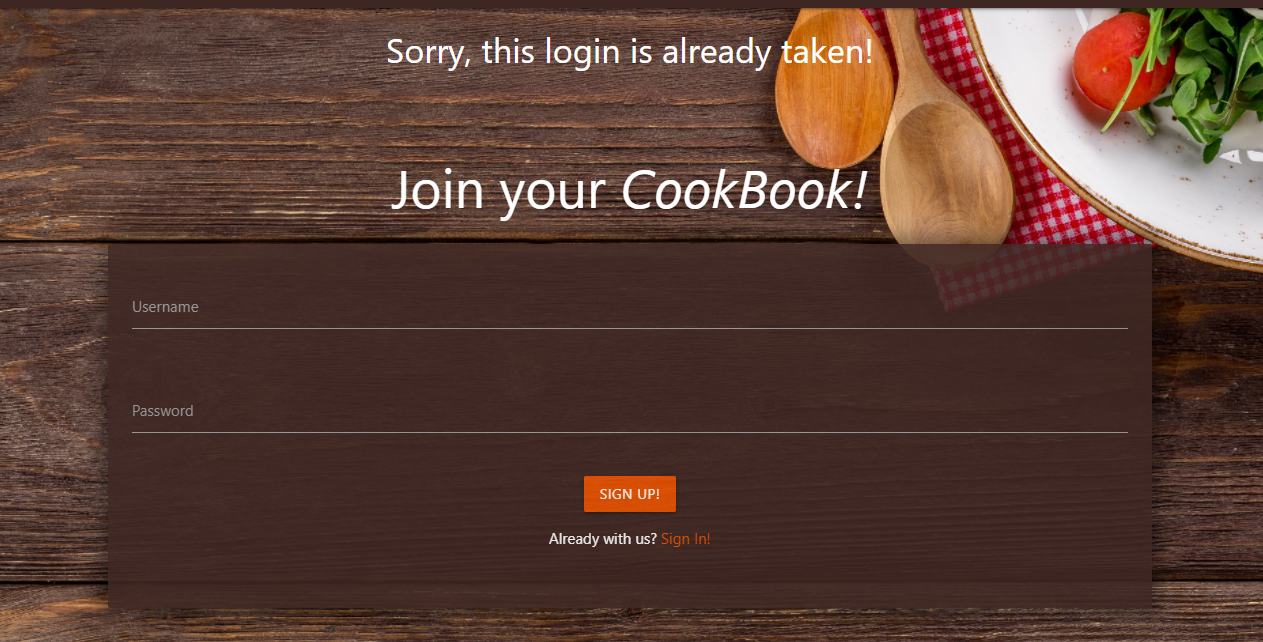 Sorry, this login is already taken!
Join your CookBook!
Username
Password
SIGN UP!
Already with us? Sign In!